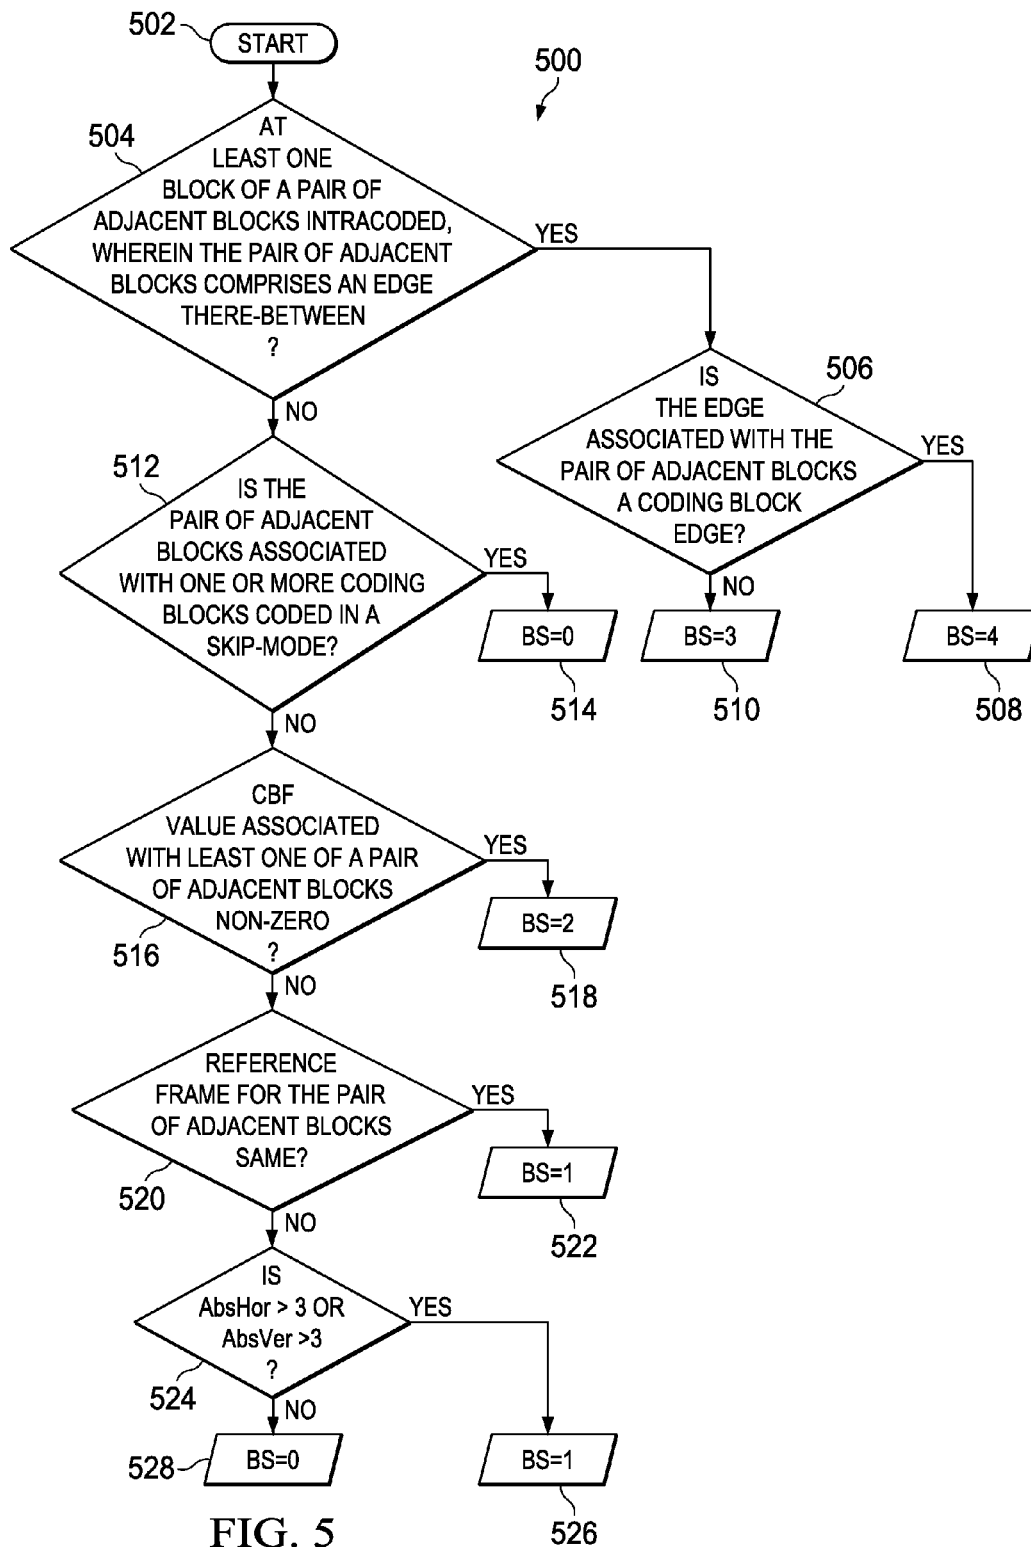 502
START
500
504
AT
LEAST ONE
BLOCK OF A PAIR OF
ADJACENT BLOCKS INTRACODED,
WHEREIN THE PAIR OF ADJACENT
BLOCKS COMPRISES AN EDGE
THERE-BETWEEN
?
YES
NO
506
IS
THE EDGE
ASSOCIATED WITH THE
PAIR OF ADJACENT BLOCKS
A CODING BLOCK
EDGE?
YES
NO
512
IS THE
PAIR OF ADJACENT
BLOCKS ASSOCIATED
WITH ONE OR MORE CODING
BLOCKS CODED IN A
SKIP-MODE?
YES
NO
BS=0
514
BS=3
510
BS=4
508
CBF
VALUE ASSOCIATED
WITH LEAST ONE OF A PAIR
OF ADJACENT BLOCKS
NON-ZERO
?
516
YES
NO
BS=2
518
REFERENCE
FRAME FOR THE PAIR
OF ADJACENT BLOCKS
SAME?
520
YES
NO
BS=1
522
IS
AbsHor > 3 OR
AbsVer >3
?
524
YES
NO
528
BS=0
BS=1
526
FIG. 5